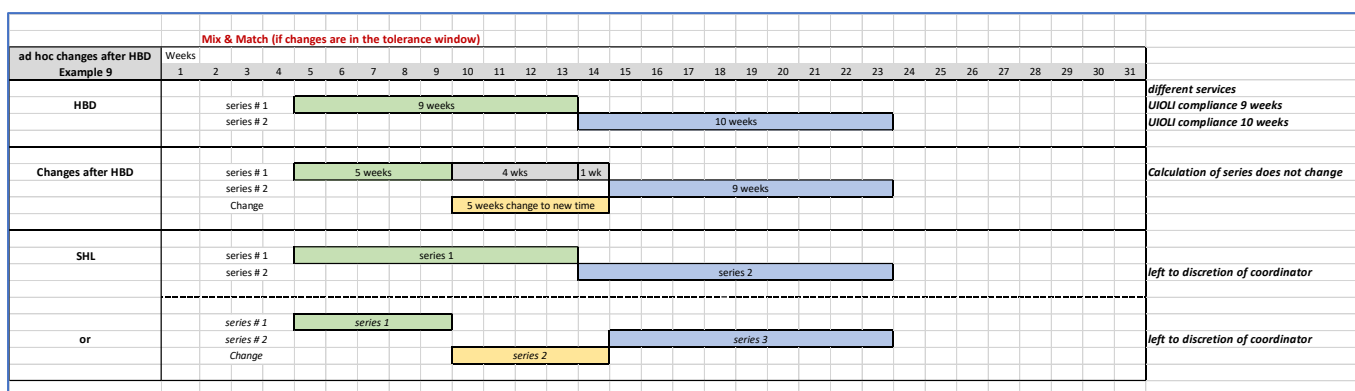 Mix & Match (if changes are in the tolerance window)
ad hoc changes after HBD Weeks
Example 9 1 2 3 4 5 6 7 8 9 10 11 12 13 14 15 16 17 18 19 20 21 22 23 24 25 26 27 28 29 30 31
different services
HBD series # 1 9 weeks UIOLI compliance 9 weeks
series # 2 10 weeks UIOLI compliance 10 weeks
Changes after HBD series # 1 5 weeks 4 wks 1 wk Calculation of series does not change
series # 2 9 weeks
Change 5 weeks change to new time
SHL series # 1 series 1
series # 2 series 2 left to discretion of coordinator
series # 1 series 1
or series # 2 series 3 left to discretion of coordinator
Change series 2